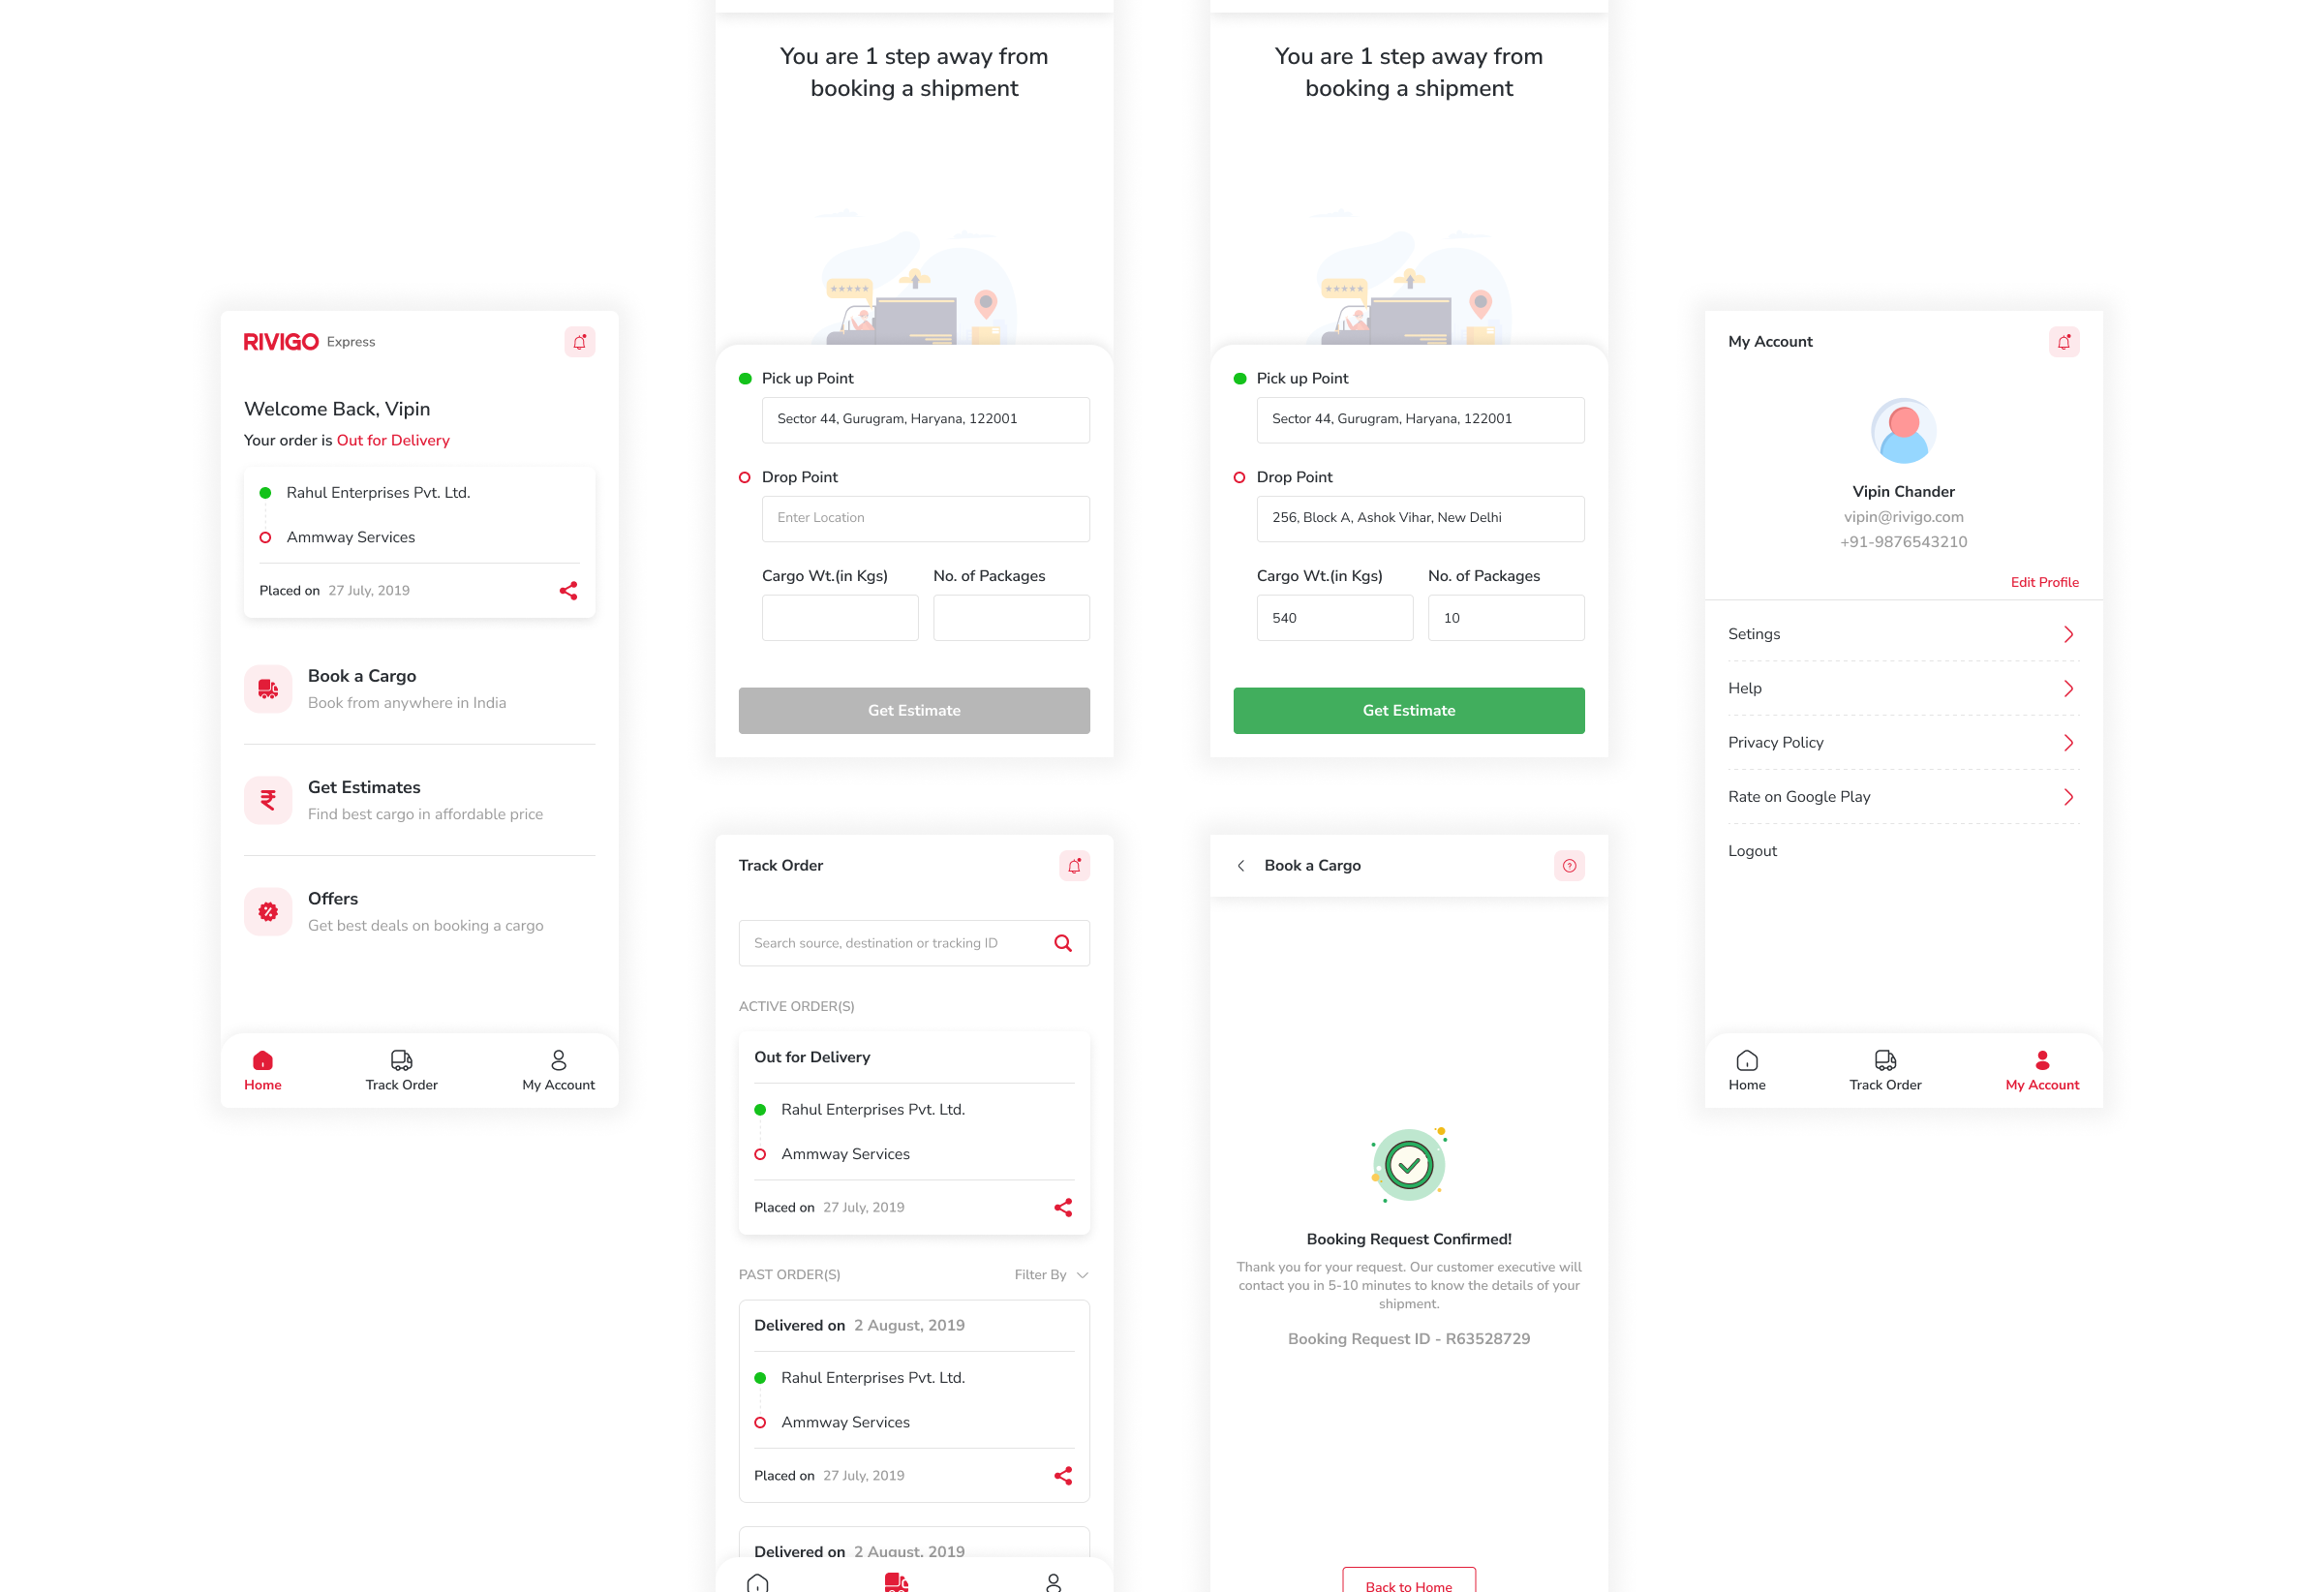 RIVIGO Express
Welcome Back, Vipin
Your order is Out for Delivery
Rahul Enterprises Pvt. Ltd.
Ammway Services
Placed on 27 July, 2019
Book a Cargo
Book from anywhere in India
Get Estimates
Find best cargo in affordable price
Offers
Get best deals on booking a cargo
Home
Track Order
My Account
You are 1 step away from
booking a shipment
Pick up Point
Sector 44, Gurugram, Haryana, 122001
Drop Point
Enter Location
Cargo Wt.(in Kgs)
No. of Packages
Get Estimate
Track Order
Search source, destination or tracking ID
ACTIVE ORDER(S)
Out for Delivery
Rahul Enterprises Pvt. Ltd.
Ammway Services
Placed on 27 July, 2019
PAST ORDER(S)
Filter By
Delivered on 2 August, 2019
Rahul Enterprises Pvt. Ltd.
Ammway Services
Placed on 27 July, 2019
Delivered on 2 August, 2019
You are 1 step away from
booking a shipment
Pick up Point
Sector 44, Gurugram, Haryana, 122001
Drop Point
256, Block A, Ashok Vihar, New Delhi
Cargo Wt.(in Kgs)
No. of Packages
540
10
Get Estimate
Book a Cargo
Booking Request Confirmed!
Thank you for your request. Our customer executive will
contact you in 5-10 minutes to know the details of your
shipment.
Booking Request ID - R63528729
Back to Home
My Account
Vipin Chander
vipin@rivigo.com
+91-9876543210
Edit Profile
Setings
Help
Privacy Policy
Rate on Google Play
Logout
Home
Track Order
My Account